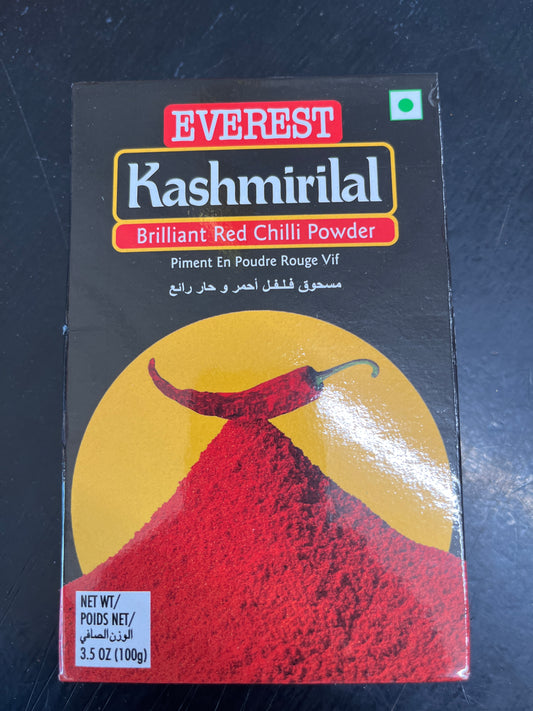 EVEREST
Kashmirilal
Brilliant Red Chilli Powder
Piment En Poudre Rouge Vif
مسحوق فلفل أحمر و حار رائع
NET WT/
POIDS NET/
الوزن الصافي
3.5 OZ (100g)